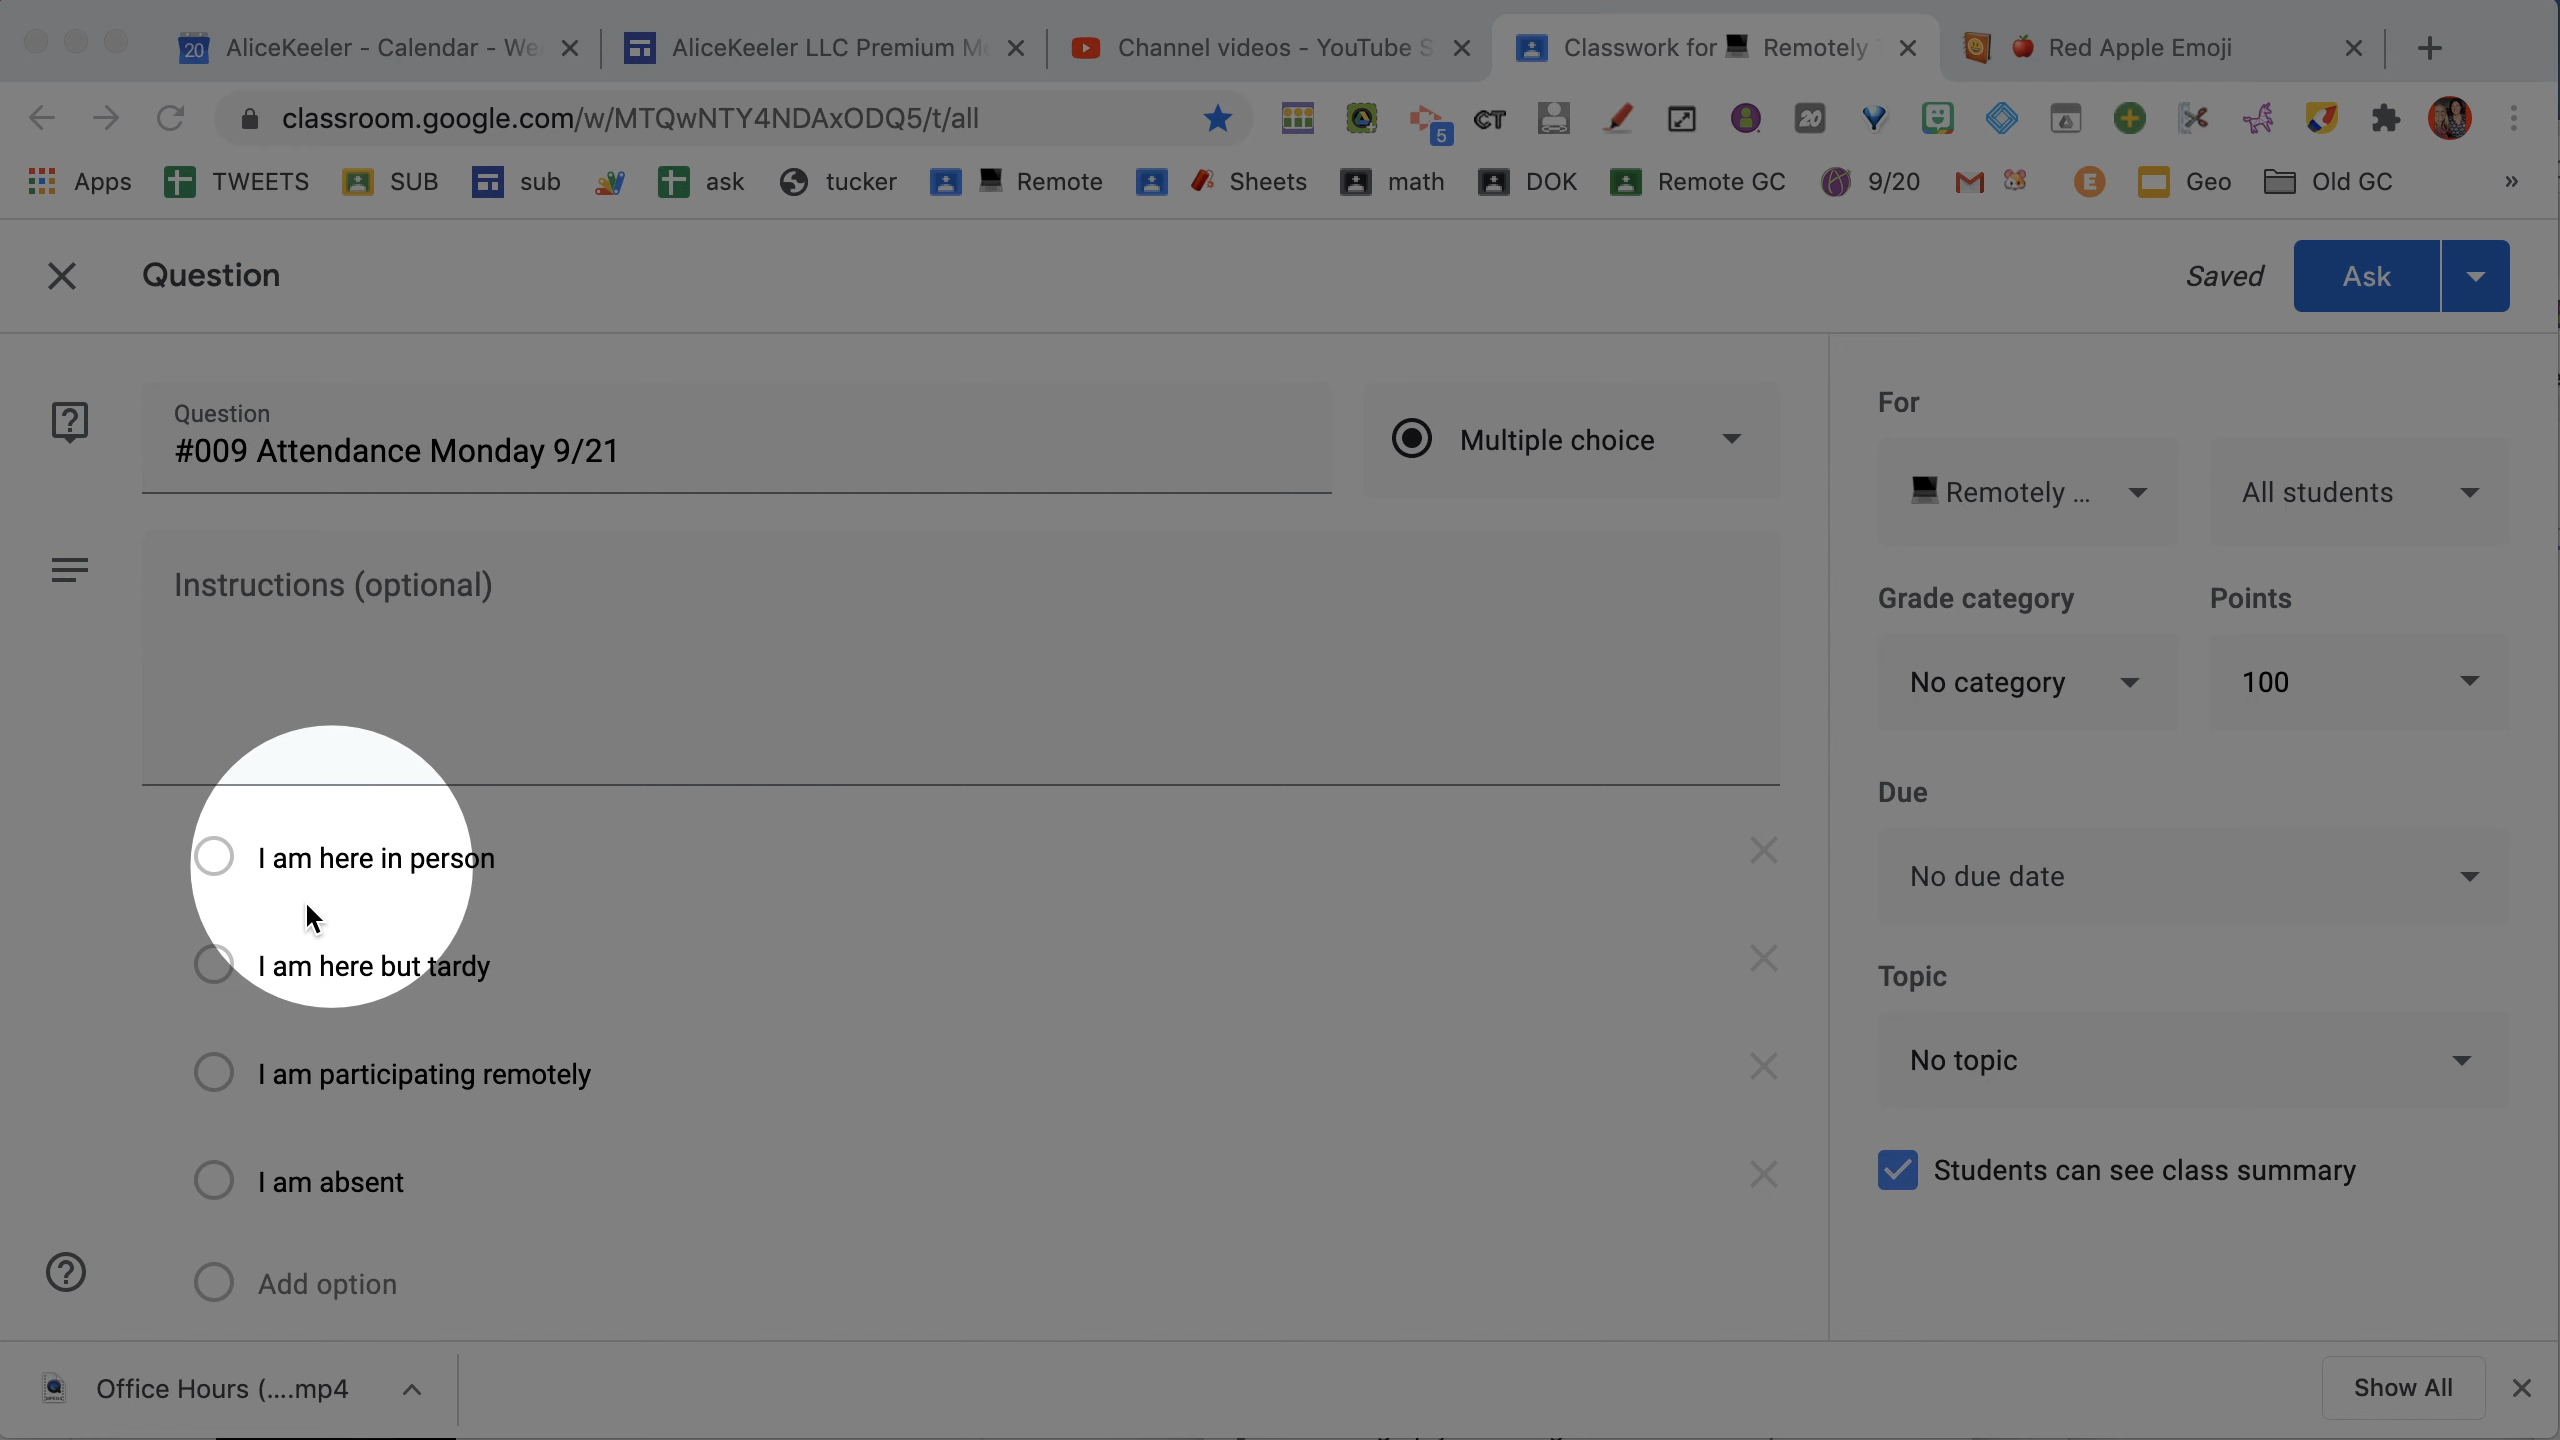 AliceKeeler - Calendar - We
AliceKeeler LLC Premium M
Channel videos - YouTube S
Classwork for 💻 Remotely
🍎 Red Apple Emoji
classroom.google.com/w/MTQwNTY4NDAxODQ5/t/all
5
CT
20
Apps
TWEETS
SUB
sub
ask
tucker
Remote
Sheets
math
DOK
Remote GC
9/20
E
Geo
Old GC
»
Question
Saved
Ask
Question
#009 Attendance Monday 9/21
Multiple choice
Instructions (optional)
I am here in person
I am here but tardy
I am participating remotely
I am absent
Add option
For
💻 Remotely ...
All students
Grade category
Points
No category
100
Due
No due date
Topic
No topic
Students can see class summary
Office Hours (....mp4
Show All